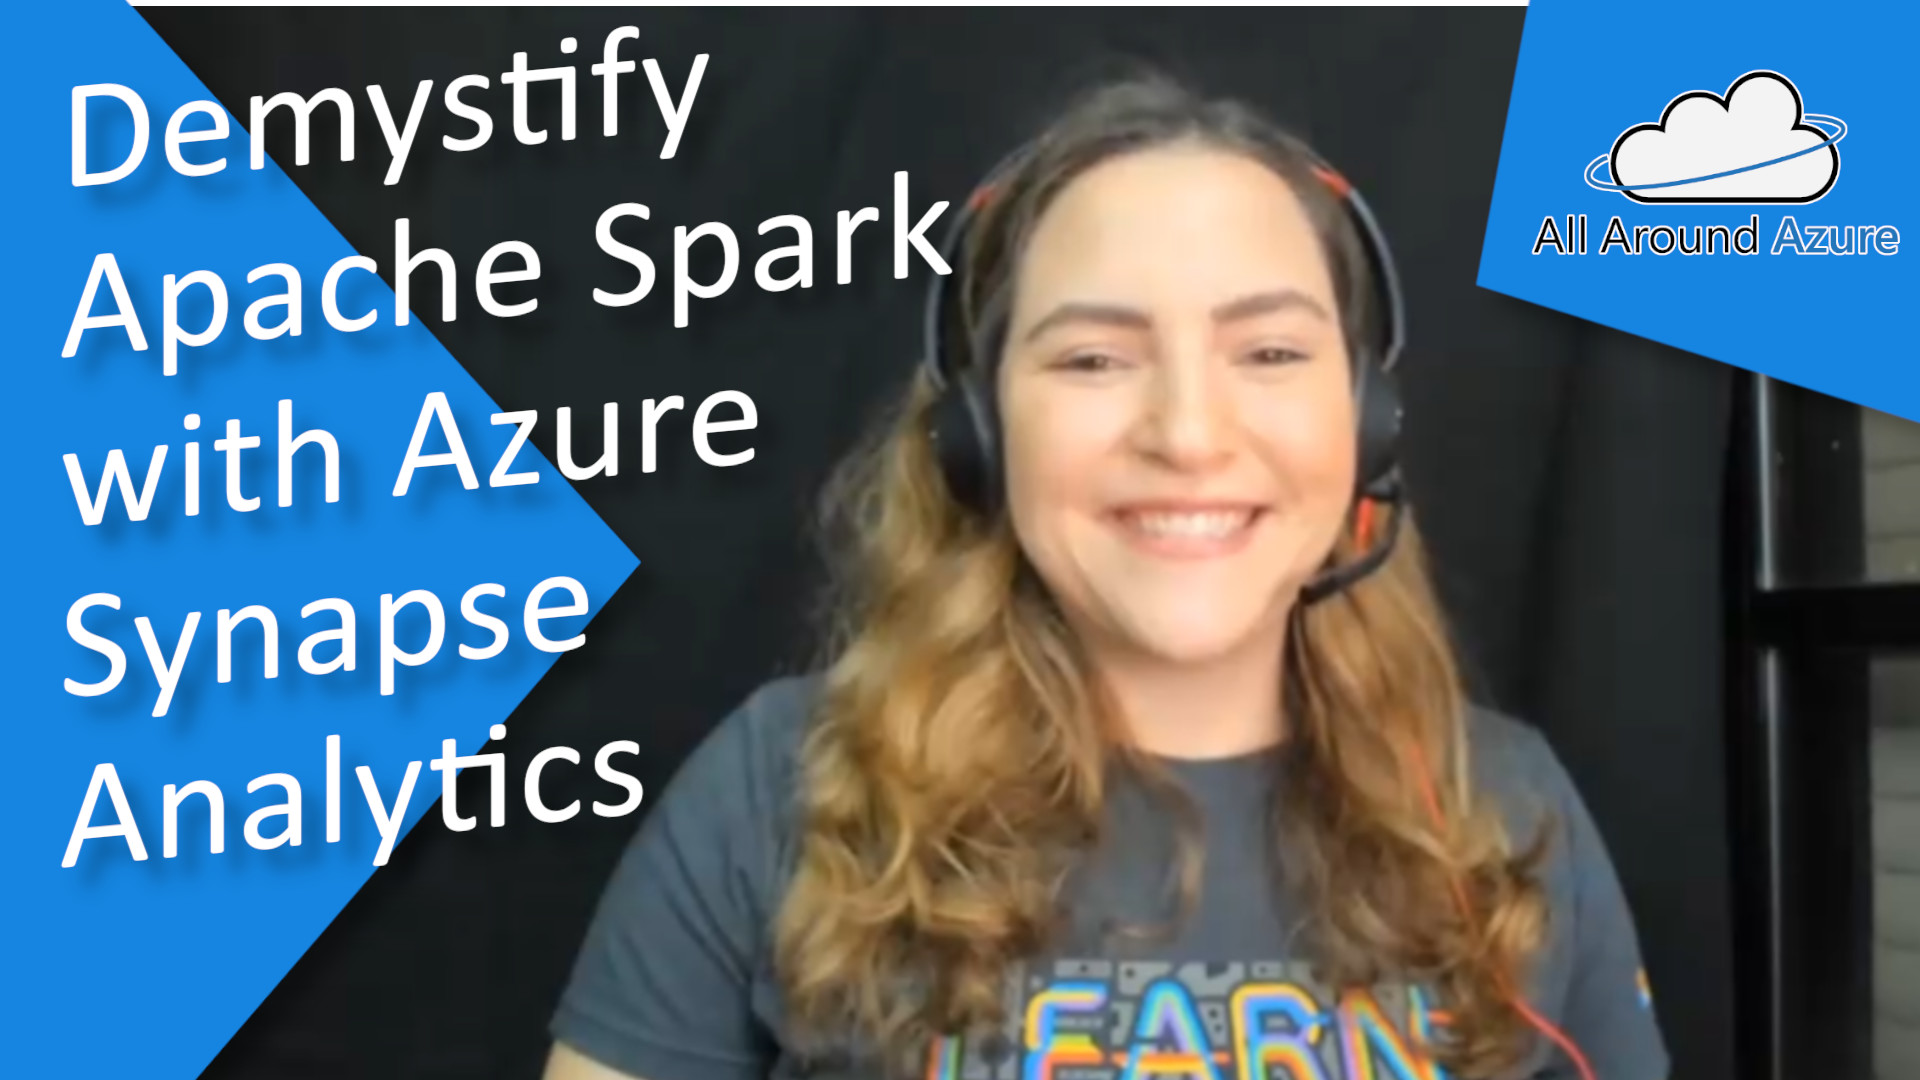 Demystify
Apache Spark
with Azure
Synapse
Analytics
All Around Azure
LEARN